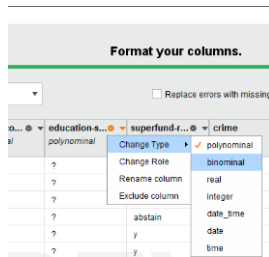 Format your columns.
Replace errors with missing
o... education-s... superfund-r... crime
al polynominal
Change Type polynominal
Change Role binominal
Rename column real
Exclude column integer
date_time
date
time
?
?
?
?
? abstain
? y
? y